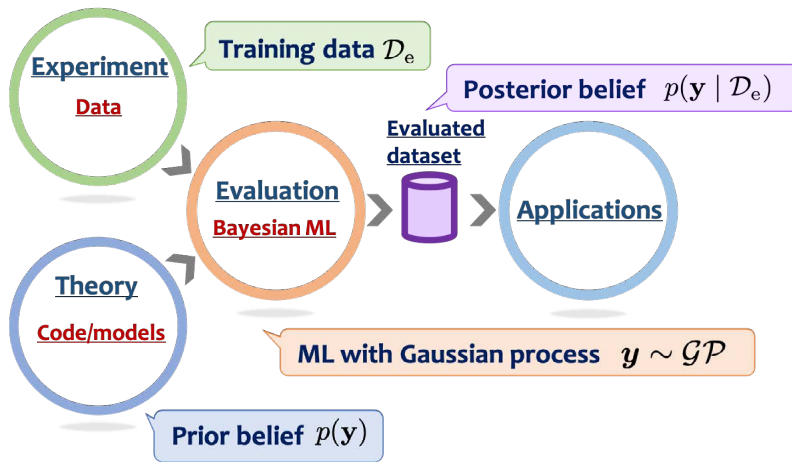 Experiment
Data
Training data 𝒟ₑ
Posterior belief p(𝐲 | 𝒟ₑ)
Evaluated
dataset
Evaluation
Bayesian ML
Applications
Theory
Code/models
ML with Gaussian process 𝒚 ∼ 𝒢𝒫
Prior belief p(𝐲)